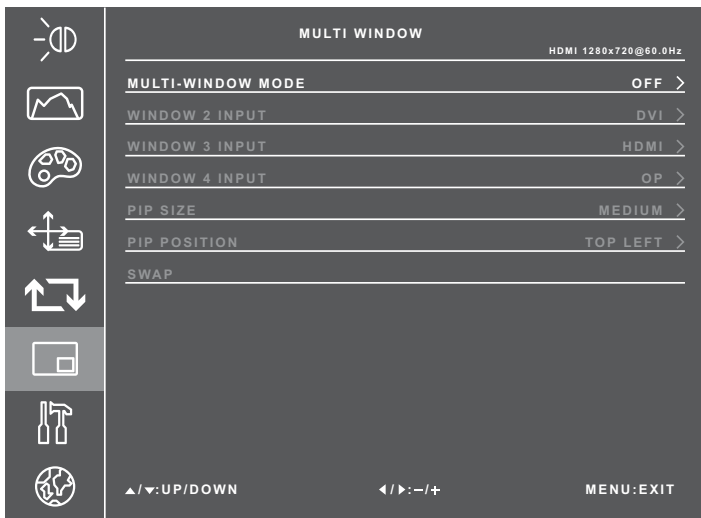 MULTI WINDOW
HDMI 1280x720@60.0Hz
MULTI-WINDOW MODE OFF >
WINDOW 2 INPUT DVI >
WINDOW 3 INPUT HDMI >
WINDOW 4 INPUT OP >
PIP SIZE MEDIUM >
PIP POSITION TOP LEFT >
SWAP
▲/▼:UP/DOWN ◀/▶:−/+ MENU:EXIT